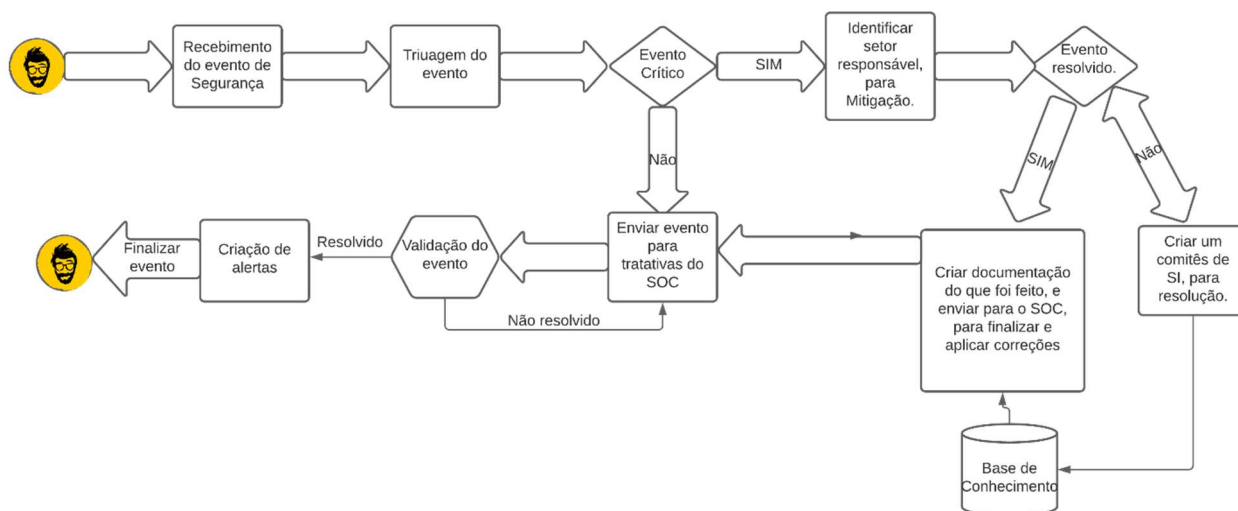 Recebimento
do evento de
Segurança
Triuagem do
evento
Evento
Crítico
SIM
Identificar
setor
responsável,
para
Mitigação.
Evento
resolvido.
Não
SIM
Não
Finalizar
evento
Criação de
alertas
Resolvido
Validação do
evento
Não resolvido
Enviar evento
para
tratativas do
SOC
Criar documentação
do que foi feito, e
enviar para o SOC,
para finalizar e
aplicar correções
Criar um
comitês de
SI, para
resolução.
Base de
Conhecimento